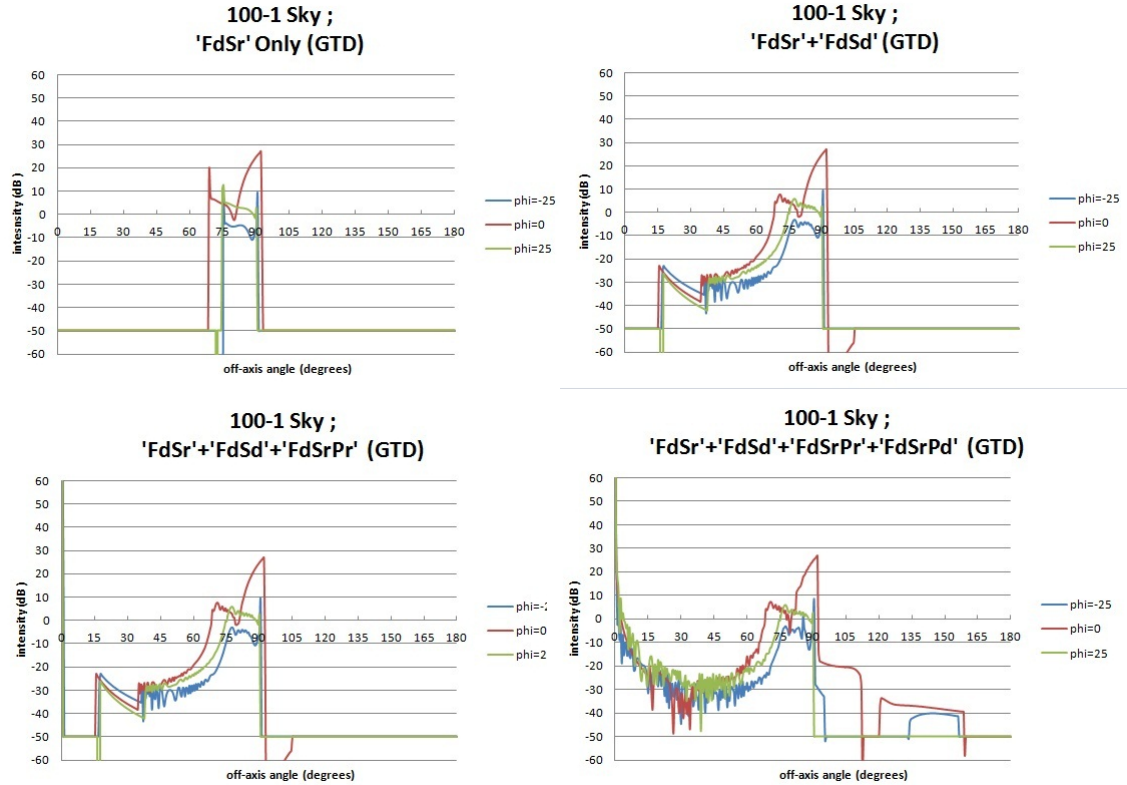 100-1 Sky ;
'FdSr' Only (GTD)
60
50
40
30
20
10
0
-10
-20
-30
-40
-50
-60
0 15 30 45 60 75 90 105 120 135 150 165 180
intensity (dB)
off-axis angle (degrees)
phi=-25
phi=0
phi=25
100-1 Sky ;
'FdSr'+'FdSd' (GTD)
60
50
40
30
20
10
0
-10
-20
-30
-40
-50
-60
0 15 30 45 60 75 90 105 120 135 150 165 180
intensity (dB)
off-axis angle (degrees)
phi=-25
phi=0
phi=25
100-1 Sky ;
'FdSr'+'FdSd'+'FdSrPr' (GTD)
60
50
40
30
20
10
0
-10
-20
-30
-40
-50
-60
0 15 30 45 60 75 90 105 120 135 150 165 180
intensity (dB)
off-axis angle (degrees)
phi=-2
phi=0
phi=2
100-1 Sky ;
'FdSr'+'FdSd'+'FdSrPr'+'FdSrPd' (GTD)
60
50
40
30
20
10
0
-10
-20
-30
-40
-50
-60
0 15 30 45 60 75 90 105 120 135 150 165 180
intensity (dB)
off-axis angle (degrees)
phi=-25
phi=0
phi=25